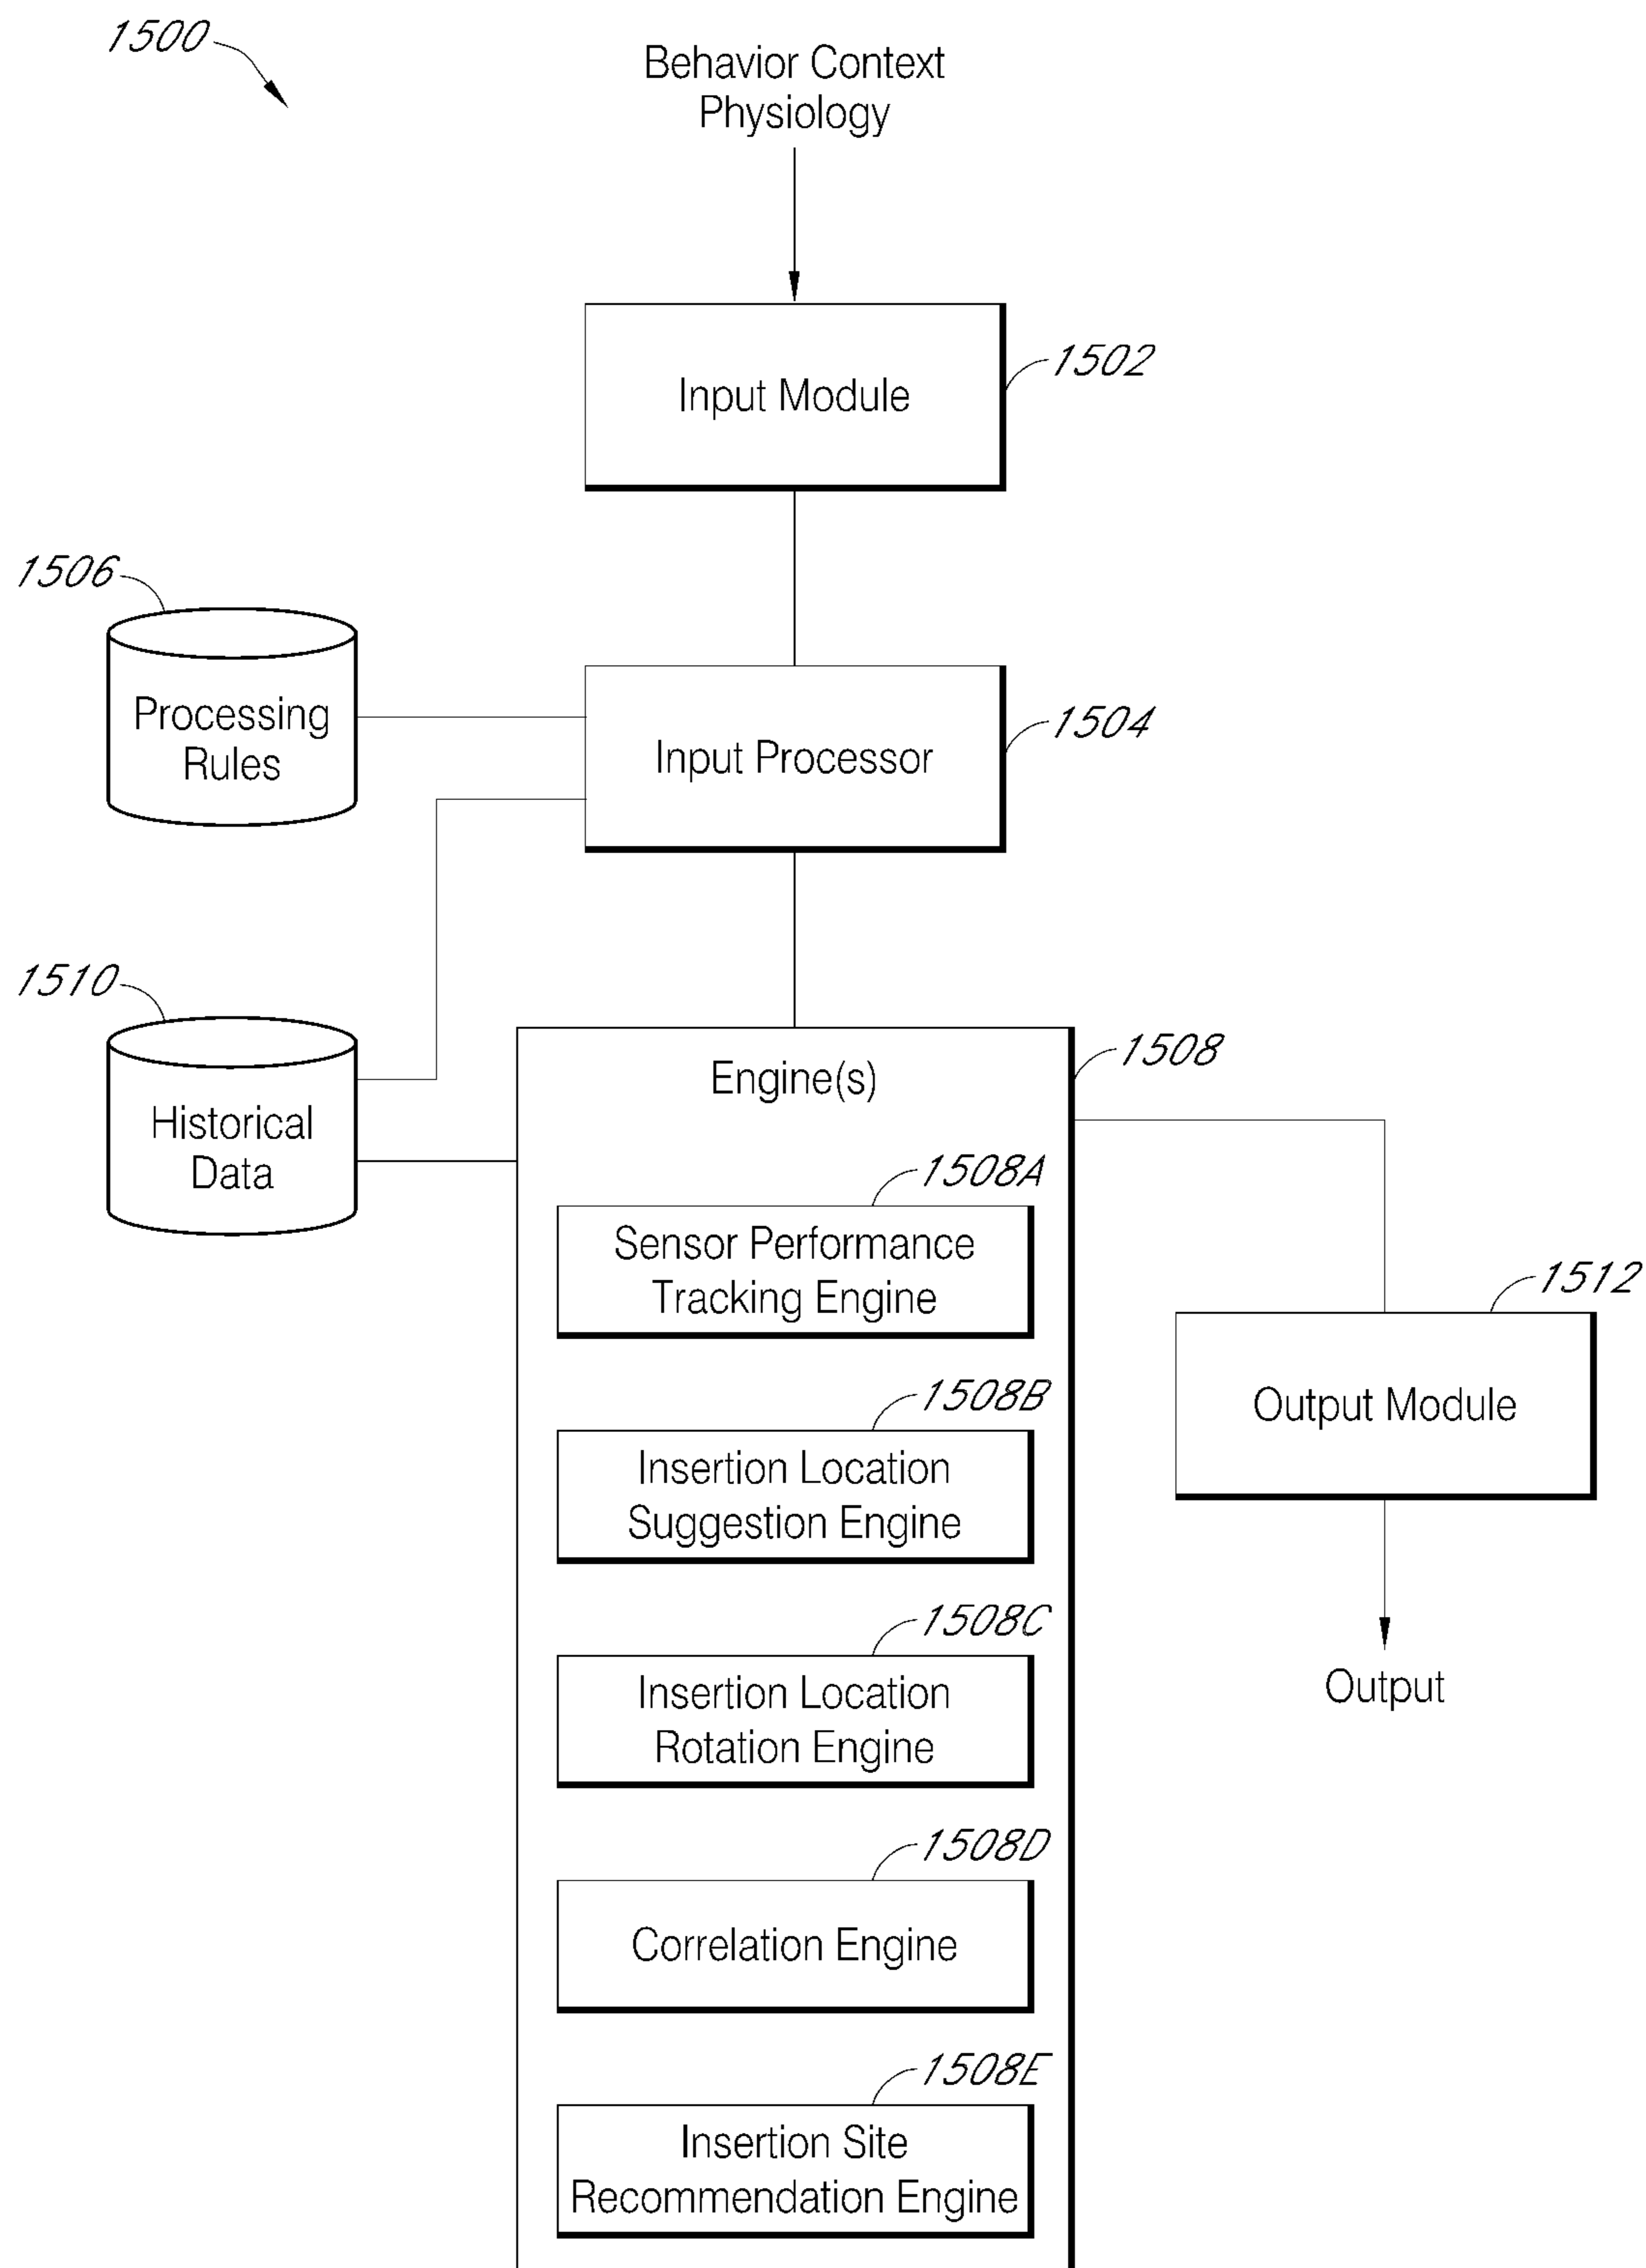 1500
Behavior Context
Physiology
1502
Input Module
1506
Processing
Rules
1504
Input Processor
1510
Historical
Data
1508
Engine(s)
1508A
Sensor Performance
Tracking Engine
1512
Output Module
1508B
Insertion Location
Suggestion Engine
1508C
Insertion Location
Rotation Engine
Output
1508D
Correlation Engine
1508E
Insertion Site
Recommendation Engine